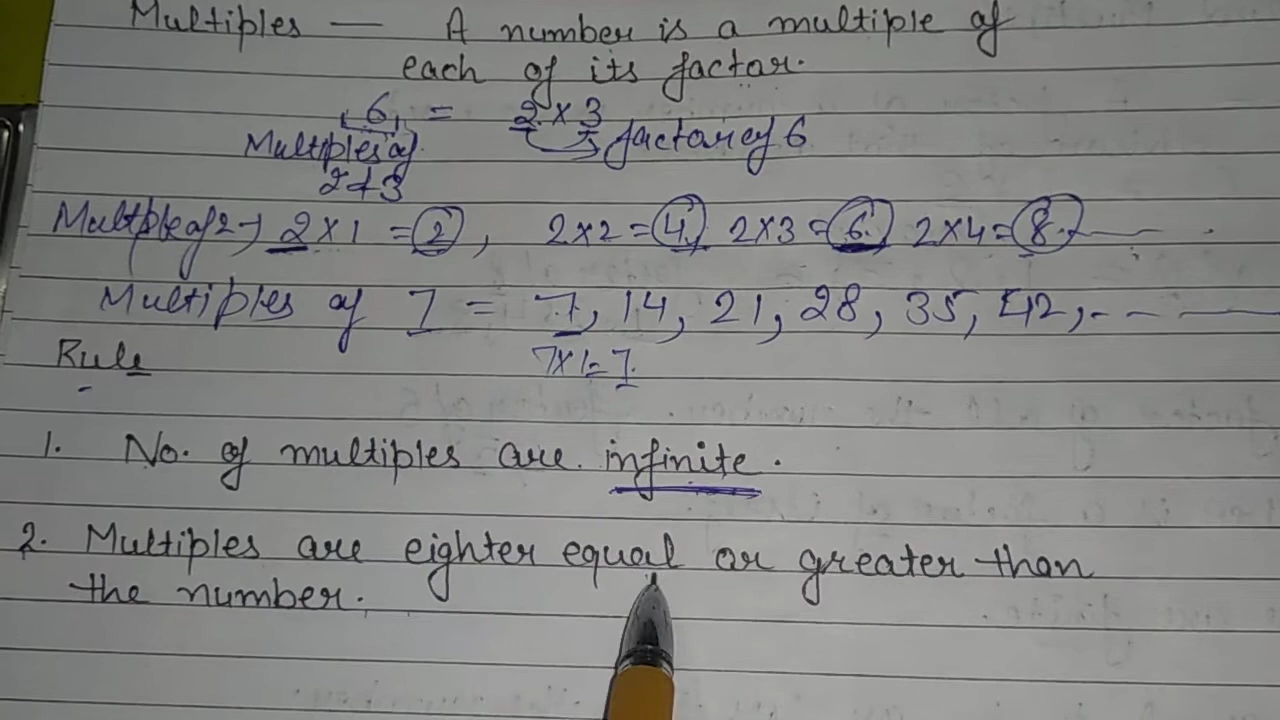 Multiples — A number is a multiple of
each of its factor.
6 = 2 × 3
Multiples of factor of 6
2 & 3
Multiple of 2 → 2×1 = 2, 2×2 = 4, 2×3 = 6, 2×4 = 8, ——
Multiples of 7 = 7, 14, 21, 28, 35, 42, - - ——
Rule 7×1=7
1. No. of multiples are infinite.
2. Multiples are eighter equal or greater than
the number.